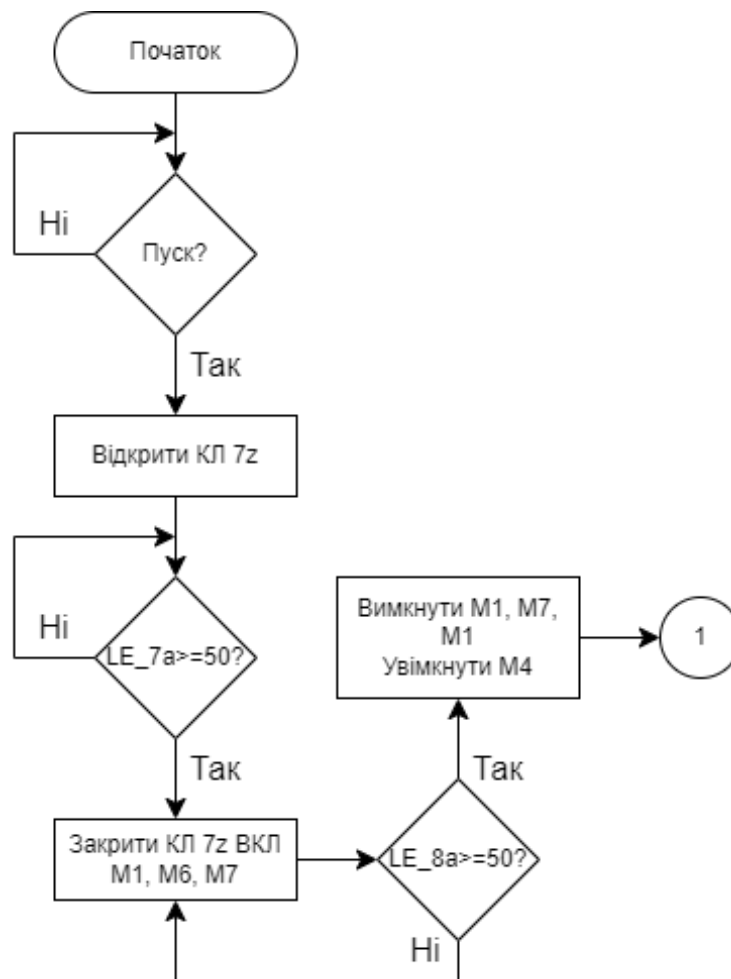 Початок
Ні
Пуск?
Так
Відкрити КЛ 7z
Ні
LE_7a>=50?
Так
Закрити КЛ 7z ВКЛ
М1, М6, М7
LE_8a>=50?
Ні
Так
Вимкнути М1, М7,
М1
Увімкнути М4
1